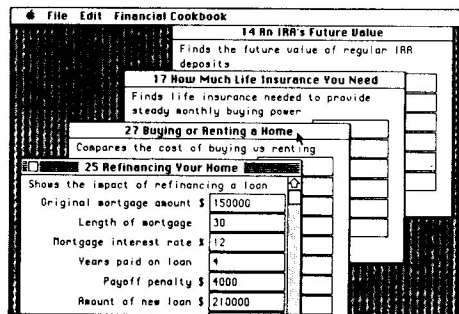 File Edit Financial Cookbook
14 An IRA's Future Value
Finds the future value of regular IRA
deposits
17 How Much Life Insurance You Need
Finds life insurance needed to provide
steady monthly buying power
27 Buying or Renting a Home
Compares the cost of buying vs renting
25 Refinancing Your Home
Shows the impact of refinancing a loan
Original mortgage amount $ 150000
Length of mortgage 30
Mortgage interest rate % 12
Years paid on loan 4
Payoff penalty $ 4000
Amount of new loan $ 210000